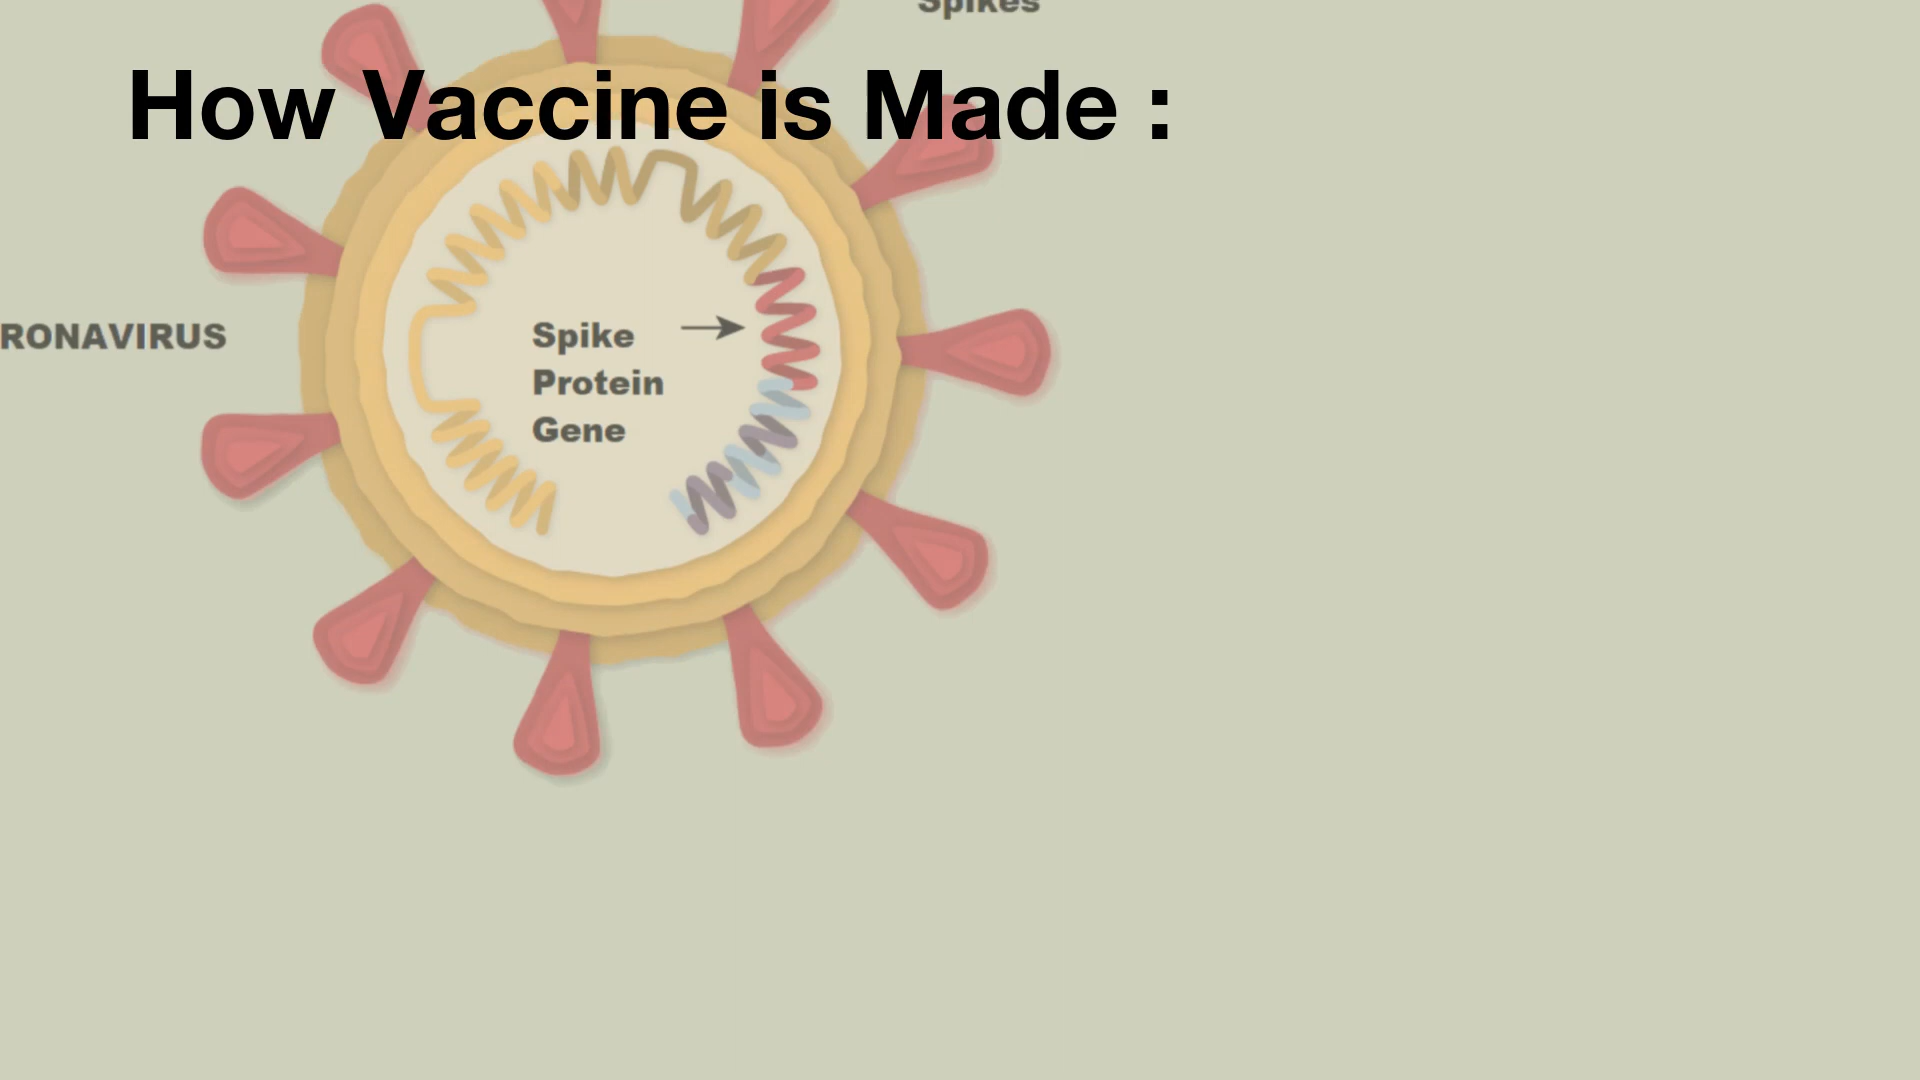 Spikes
How Vaccine is Made :
RONAVIRUS
Spike
Protein
Gene